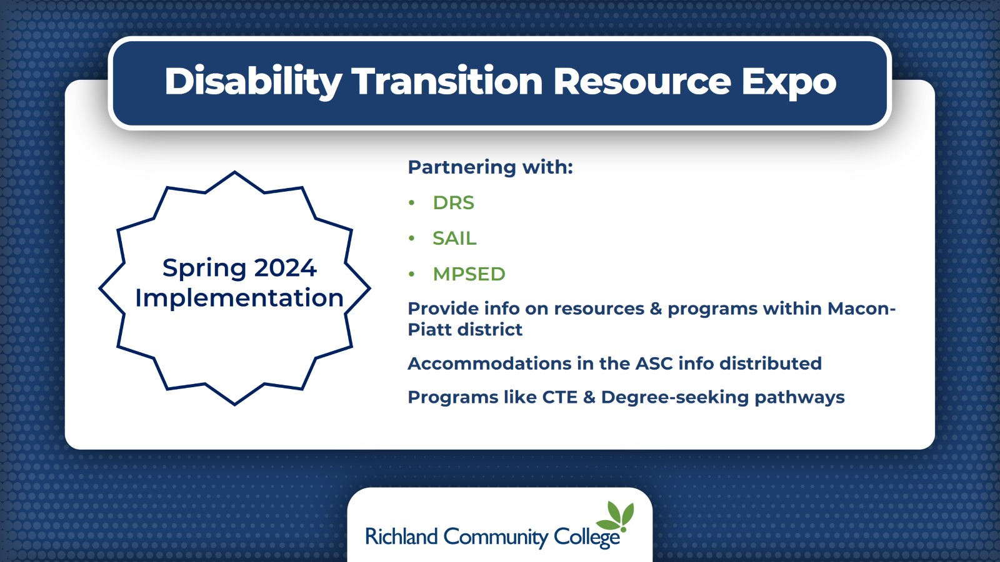 Disability Transition Resource Expo
Spring 2024
Implementation
Partnering with:
• DRS
• SAIL
• MPSED
Provide info on resources & programs within Macon-
Piatt district
Accommodations in the ASC info distributed
Programs like CTE & Degree-seeking pathways
Richland Community College